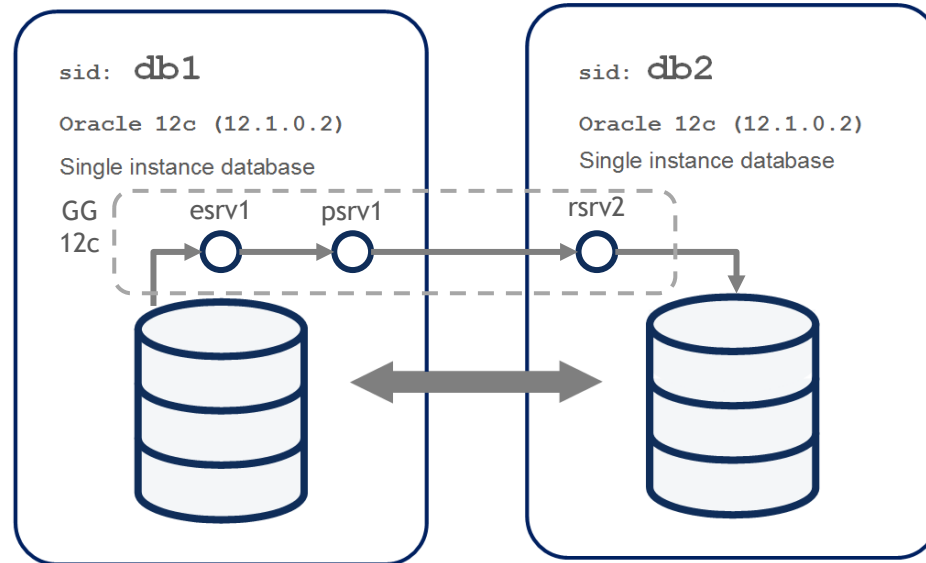 sid: db1
Oracle 12c (12.1.0.2)
Single instance database
sid: db2
Oracle 12c (12.1.0.2)
Single instance database
GG
12c
esrv1
psrv1
rsrv2